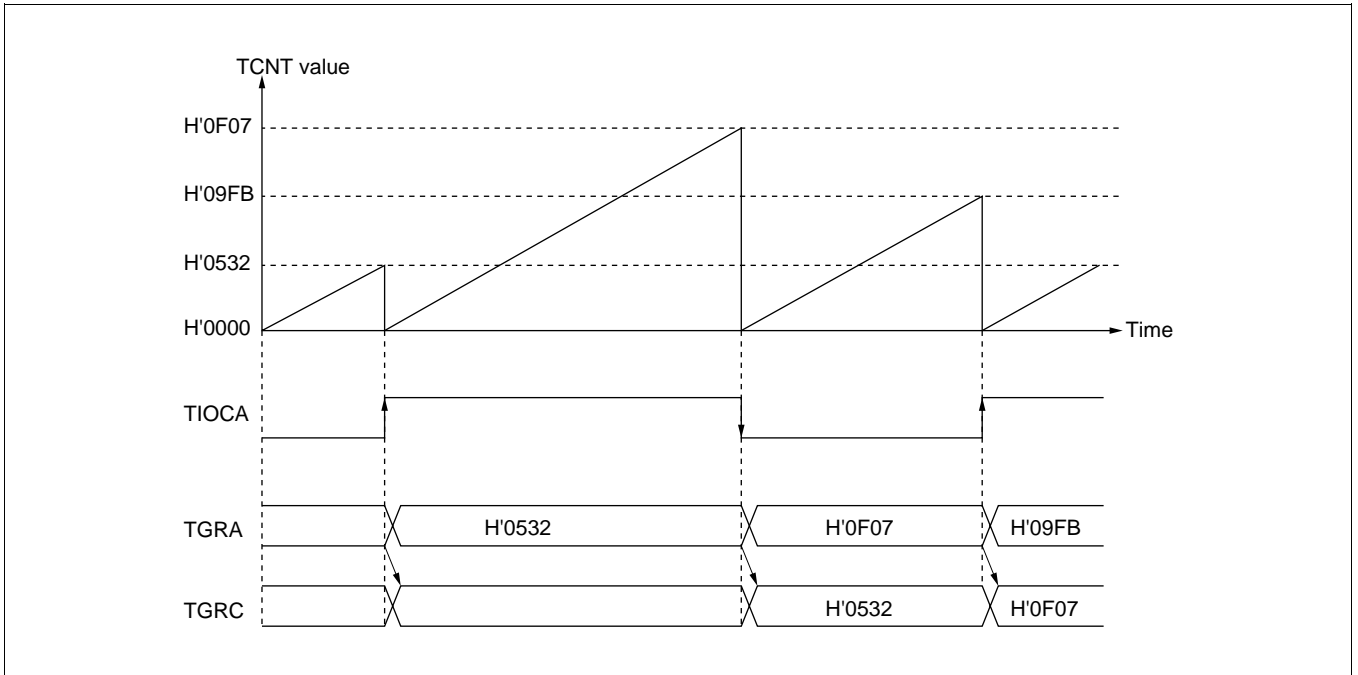 TCNT value
H'0F07
H'09FB
H'0532
H'0000
Time
TIOCA
TGRA H'0532 H'0F07 H'09FB
TGRC H'0532 H'0F07